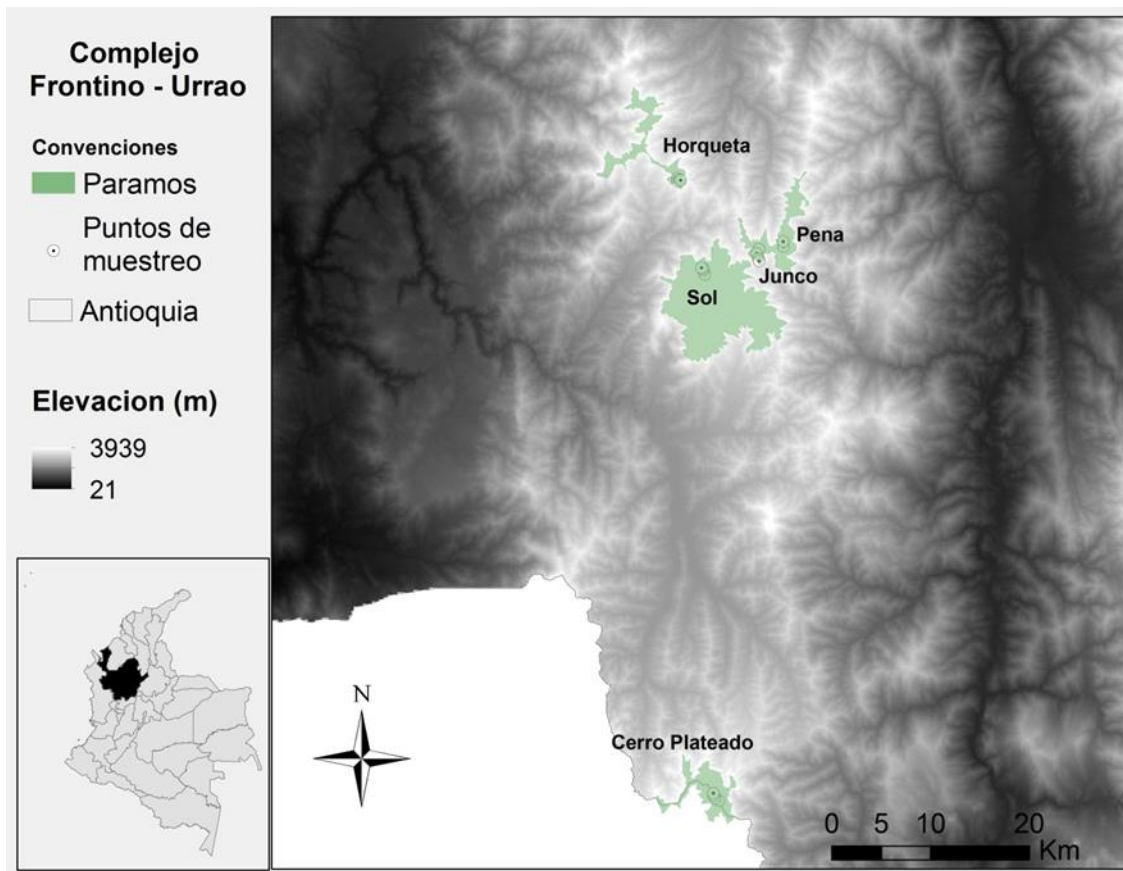 Complejo
Frontino - Urrao
Convenciones
Paramos
Puntos de
muestreo
Antioquia
Elevacion (m)
3939
21
Horqueta
Pena
Junco
Sol
N
Cerro Plateado
0 5 10 20
Km